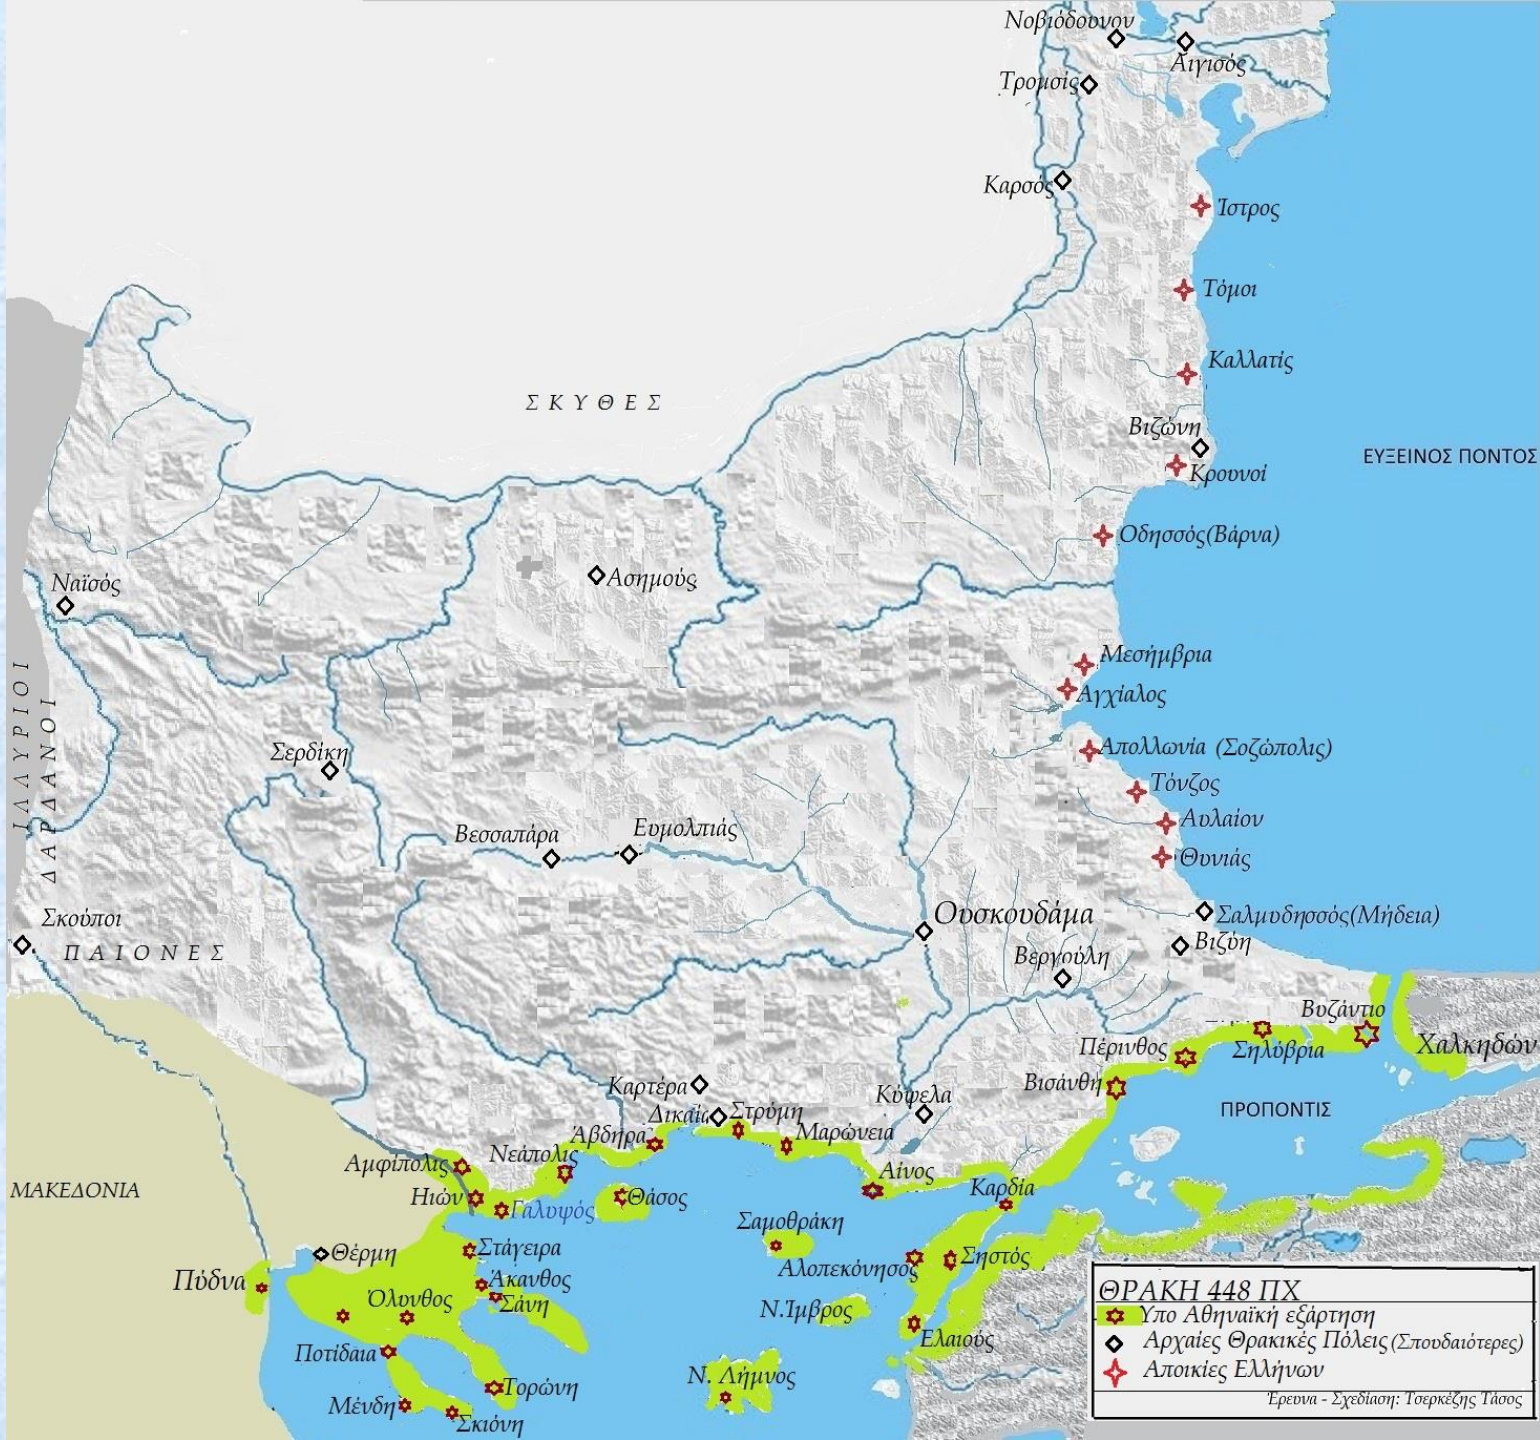 Νοβιόδουνον
Αιγισός
Τρομσίς
Καρσός
Ίστρος
Τόμοι
Καλλατίς
ΣΚΥΘΕΣ
Βιζώνη
Κρουνοί
ΕΥΞΕΙΝΟΣ ΠΟΝΤΟΣ
Οδησσός(Βάρνα)
Ναϊσός
Ασημούς
Μεσήμβρια
Αγχίαλος
ΙΛΛΥΡΙΟΙ
ΔΑΡΔΑΝΟΙ
Σερδίκη
Απολλωνία (Σοζώπολις)
Τόνζος
Αυλαίον
Θυνιάς
Βεσσαπάρα
Ευμολπιάς
Σκούποι
ΠΑΙΟΝΕΣ
Ουσκουδάμα
Σαλμυδησσός(Μήδεια)
Βιζύη
Βεργούλη
Βυζάντιο
Χαλκηδών
Σηλύβρια
Πέρινθος
Βισάνθη
ΠΡΟΠΟΝΤΙΣ
Καρτέρα
Δικαία
Στρύμη
Κύψελα
Άβδηρα
Μαρώνεια
Νεάπολις
Αμφίπολις
Αίνος
Καρδία
ΜΑΚΕΔΟΝΙΑ
Ηιών
Γαλυψός
Θάσος
Σαμοθράκη
Στάγειρα
Θέρμη
Αλοπεκόνησος
Σηστός
Πύδνα
Άκανθος
Σάνη
Όλυνθος
Ν.Ίμβρος
Ελαιούς
Ποτίδαια
Ν. Λήμνος
Τορώνη
Μένδη
Σκιόνη
ΘΡΑΚΗ 448 ΠΧ
Υπο Αθηναϊκή εξάρτηση
Αρχαίες Θρακικές Πόλεις (Σπουδαιότερες)
Αποικίες Ελλήνων
Έρευνα - Σχεδίαση: Τσερκέζης Τάσος